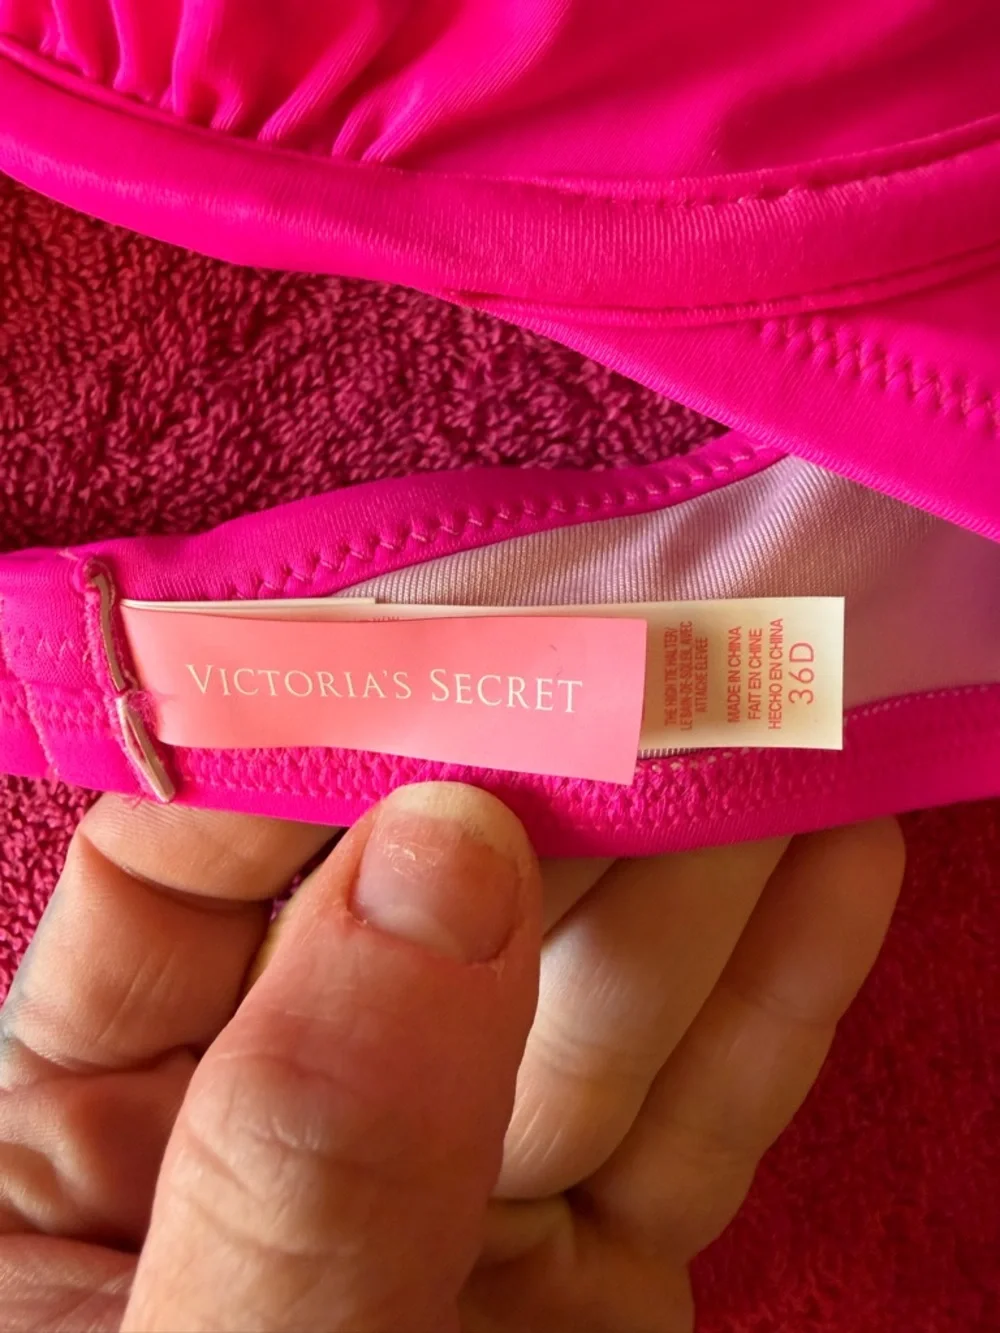 VICTORIA'S SECRET
THE HIGH TIE HALTER/
LE BAIN-DE-SOLEIL AVEC
ATTACHE ÉLEVÉE
MADE IN CHINA
FAIT EN CHINE
HECHO EN CHINA
36D